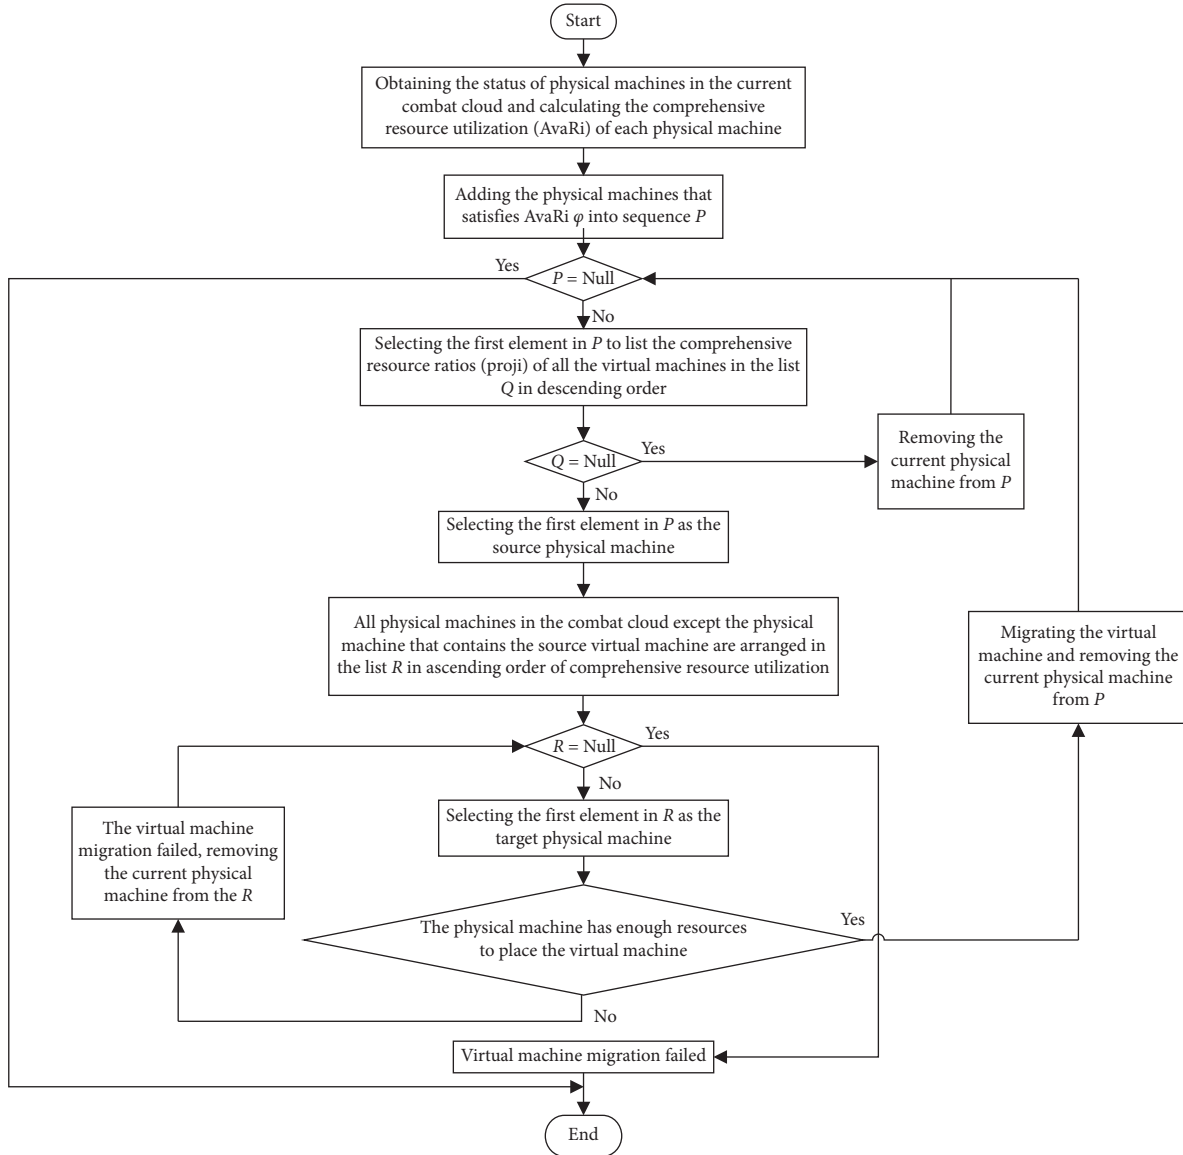 Start
Obtaining the status of physical machines in the current
combat cloud and calculating the comprehensive
resource utilization (AvaRi) of each physical machine
Adding the physical machines that
satisfies AvaRi φ into sequence P
Yes
P = Null
No
Selecting the first element in P to list the comprehensive
resource ratios (proji) of all the virtual machines in the list
Q in descending order
Q = Null
Yes
Removing the
current physical
machine from P
No
Selecting the first element in P as the
source physical machine
All physical machines in the combat cloud except the physical
machine that contains the source virtual machine are arranged in
the list R in ascending order of comprehensive resource utilization
Migrating the virtual
machine and removing the
current physical machine
from P
R = Null
Yes
No
Selecting the first element in R as the
target physical machine
The virtual machine
migration failed, removing
the current physical
machine from the R
The physical machine has enough resources
to place the virtual machine
Yes
No
Virtual machine migration failed
End